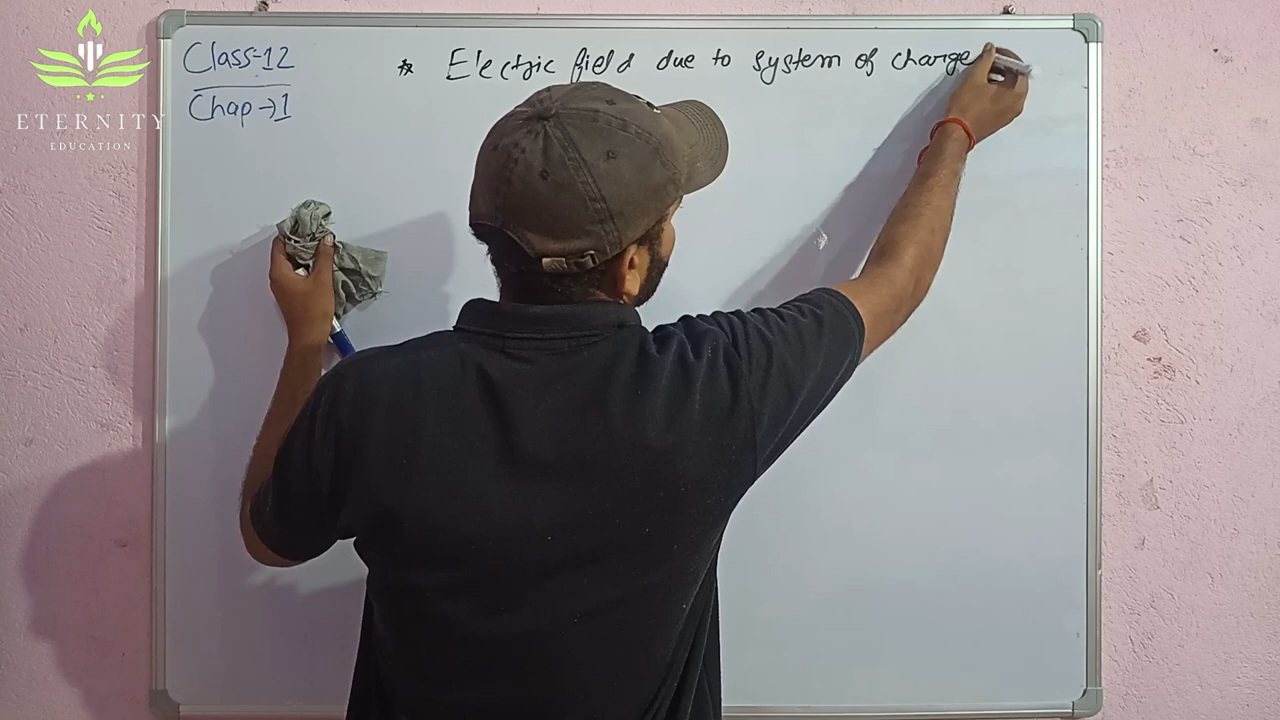 ETERNITY
EDUCATION
Class-12
Chap→1
* Electric field due to system of charge